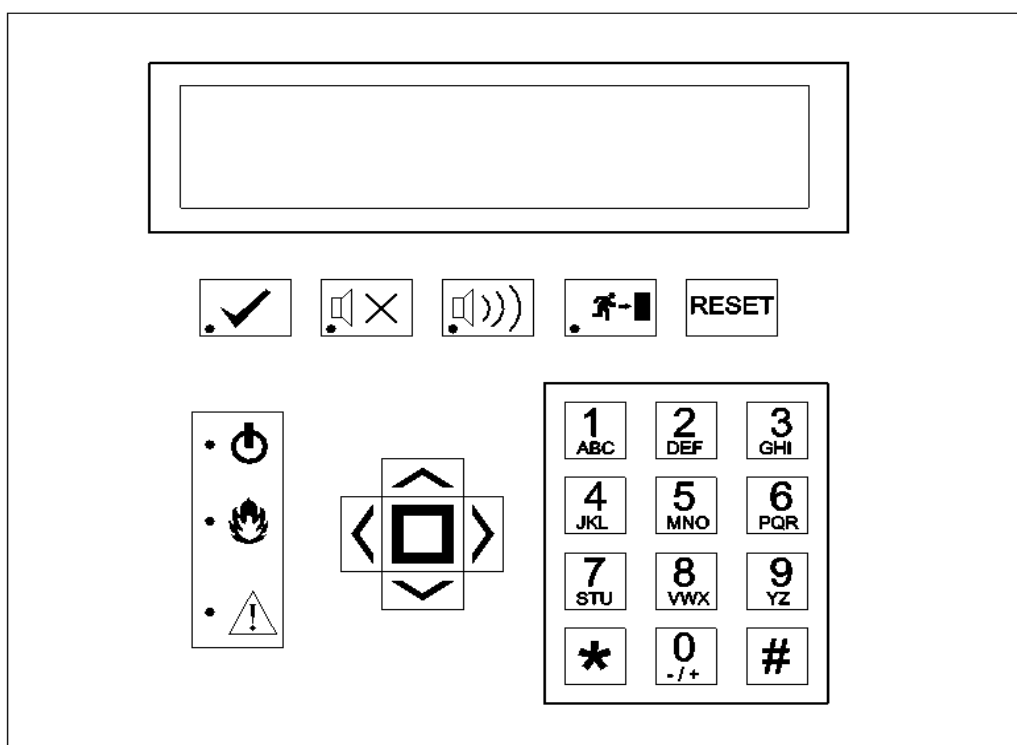 RESET
1 2 3
ABC DEF GHI
4 5 6
JKL MNO PQR
7 8 9
STU VWX YZ
* 0 #
- / +